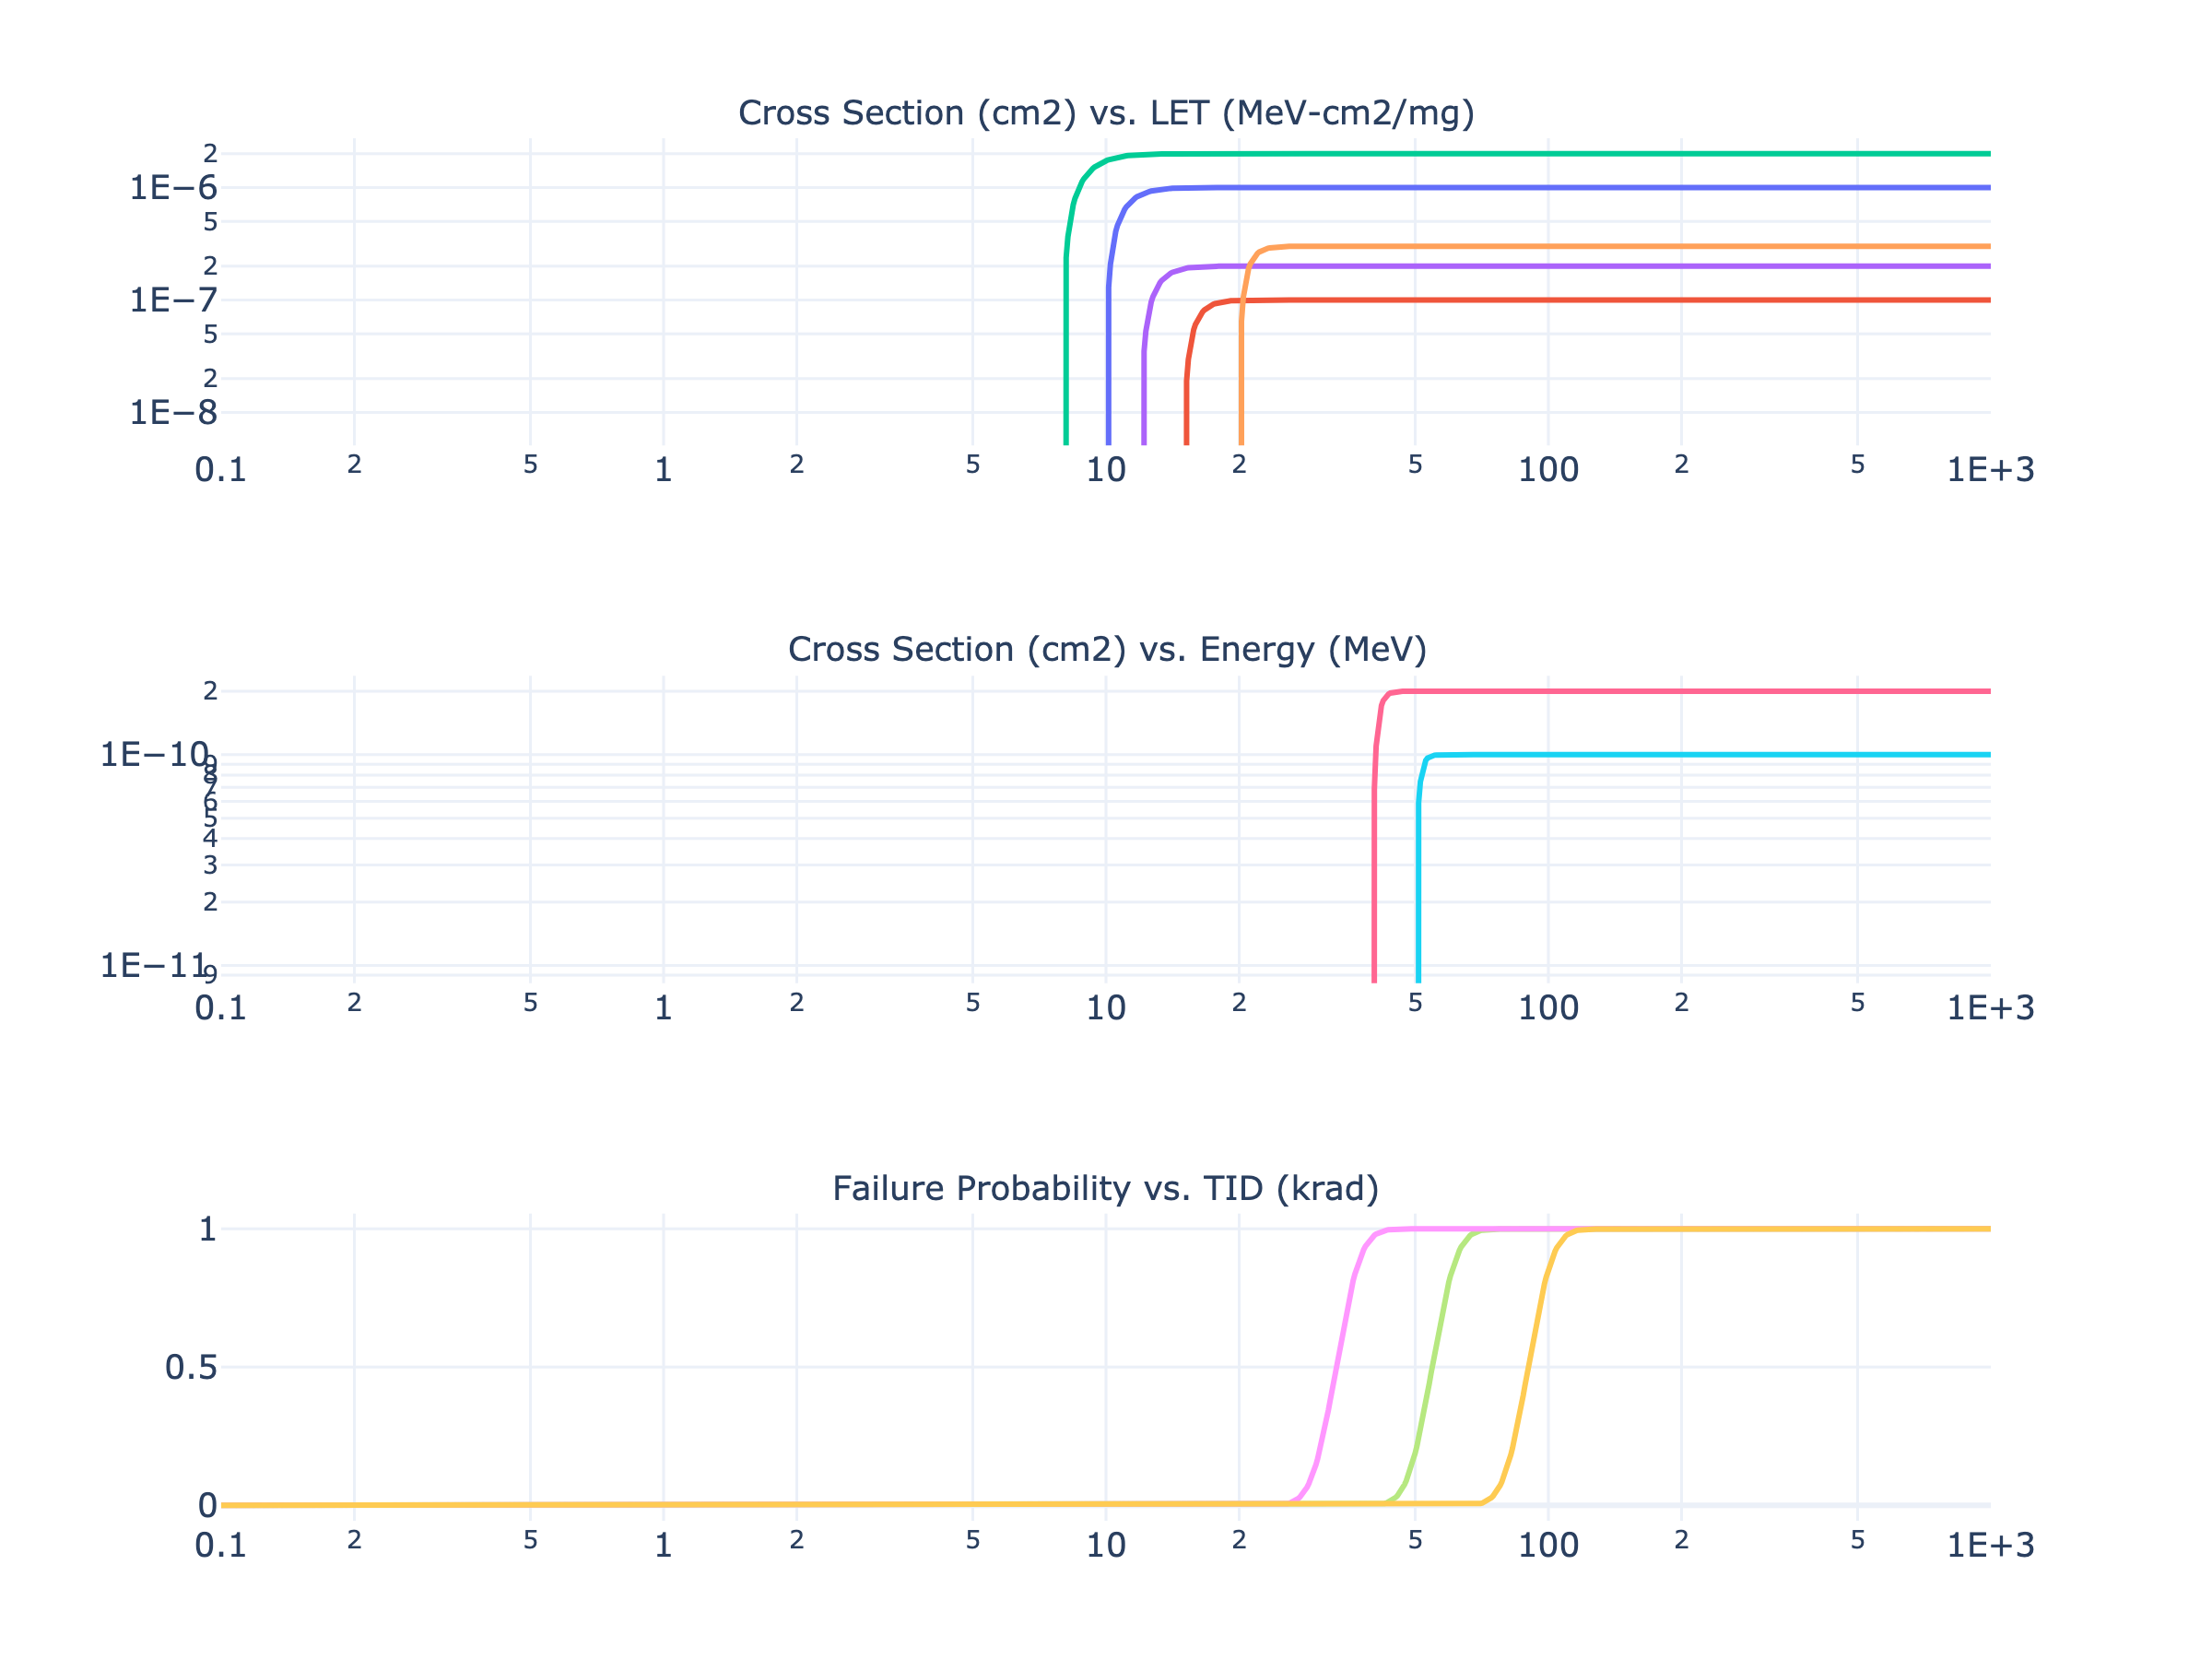 Cross Section (cm2) vs. LET (MeV-cm2/mg)
2
1E−6
5
2
1E−7
5
2
1E−8
0.1 2 5 1 2 5 10 2 5 100 2 5 1E+3
Cross Section (cm2) vs. Energy (MeV)
2
1E−10
9
8
7
6
5
4
3
2
1E−11
9
0.1 2 5 1 2 5 10 2 5 100 2 5 1E+3
Failure Probability vs. TID (krad)
1
0.5
0
0.1 2 5 1 2 5 10 2 5 100 2 5 1E+3